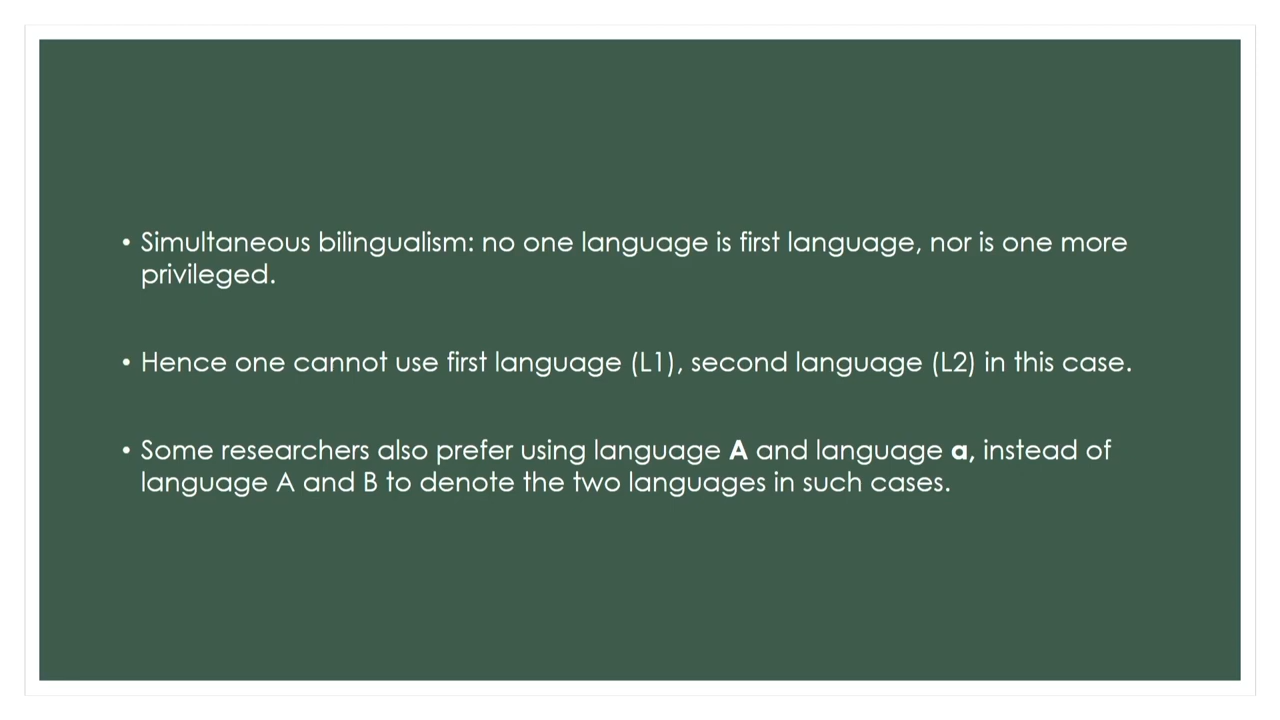 • Simultaneous bilingualism: no one language is first language, nor is one more
privileged.
• Hence one cannot use first language (L1), second language (L2) in this case.
• Some researchers also prefer using language A and language a, instead of
language A and B to denote the two languages in such cases.